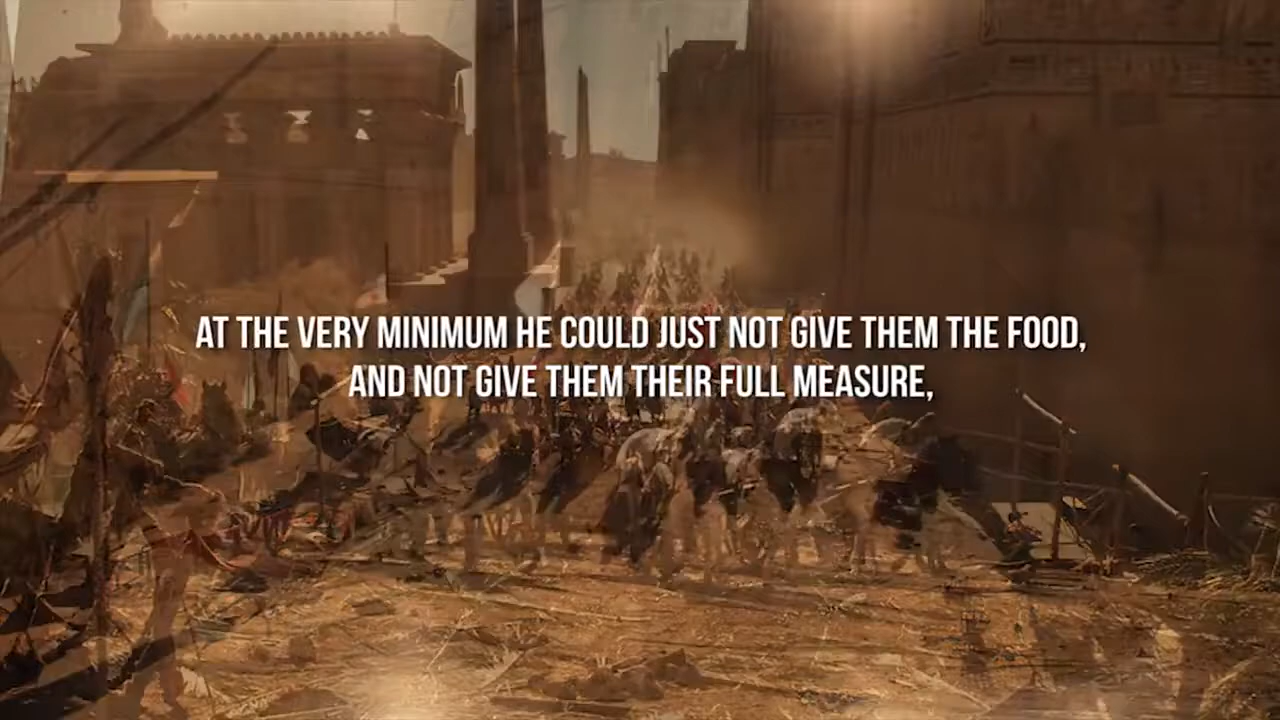 AT THE VERY MINIMUM HE COULD JUST NOT GIVE THEM THE FOOD,
AND NOT GIVE THEM THEIR FULL MEASURE,